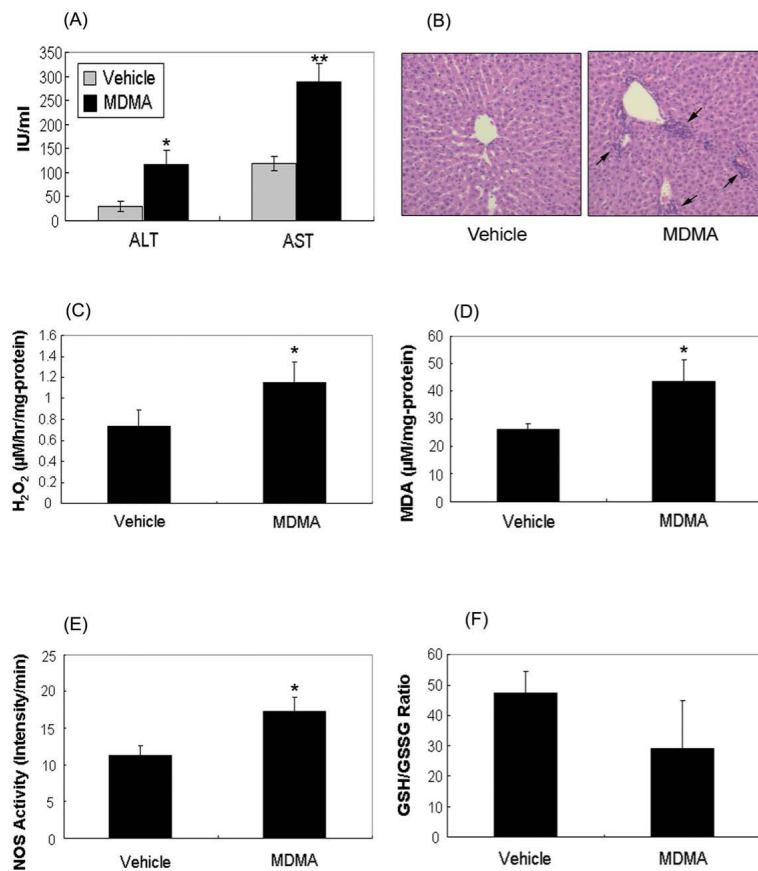 (A)
IU/ml
350
300
250
200
150
100
50
0
Vehicle
MDMA
*
**
ALT
AST
(B)
Vehicle
MDMA
(C)
H₂O₂ (µM/hr/mg-protein)
1.6
1.4
1.2
1
0.8
0.6
0.4
0.2
0
*
Vehicle
MDMA
(D)
MDA (µM/mg-protein)
60
50
40
30
20
10
0
*
Vehicle
MDMA
(E)
NOS Activity (Intensity/min)
25
20
15
10
5
0
*
Vehicle
MDMA
(F)
GSH/GSSG Ratio
60
50
40
30
20
10
0
Vehicle
MDMA